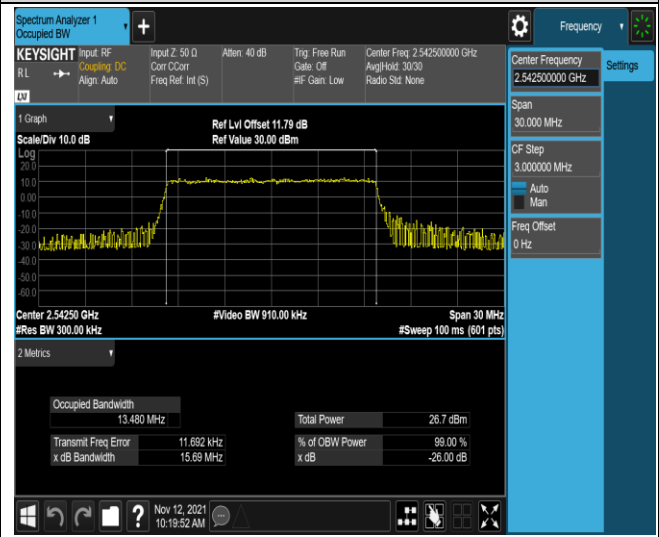 Spectrum Analyzer 1
Occupied BW
+
Frequency
KEYSIGHT
R L
LXI
Input: RF
Coupling: DC
Align: Auto
Input Z: 50 Ω
Corr CCorr
Freq Ref: Int (S)
Atten: 40 dB
Trig: Free Run
Gate: Off
#IF Gain: Low
Center Freq: 2.542500000 GHz
Avg|Hold: 30/30
Radio Std: None
Center Frequency
2.542500000 GHz
Settings
Span
30.000 MHz
CF Step
3.000000 MHz
Auto
Man
Freq Offset
0 Hz
1 Graph
Scale/Div 10.0 dB
Ref Lvl Offset 11.79 dB
Ref Value 30.00 dBm
Log
20.0
10.0
0.00
-10.0
-20.0
-30.0
-40.0
-50.0
-60.0
Center 2.54250 GHz
#Video BW 910.00 kHz
Span 30 MHz
#Res BW 300.00 kHz
#Sweep 100 ms (601 pts)
2 Metrics
Occupied Bandwidth
13.480 MHz
Total Power 26.7 dBm
Transmit Freq Error 11.692 kHz
% of OBW Power 99.00 %
x dB Bandwidth 15.69 MHz
x dB -26.00 dB
?
Nov 12, 2021
10:19:52 AM